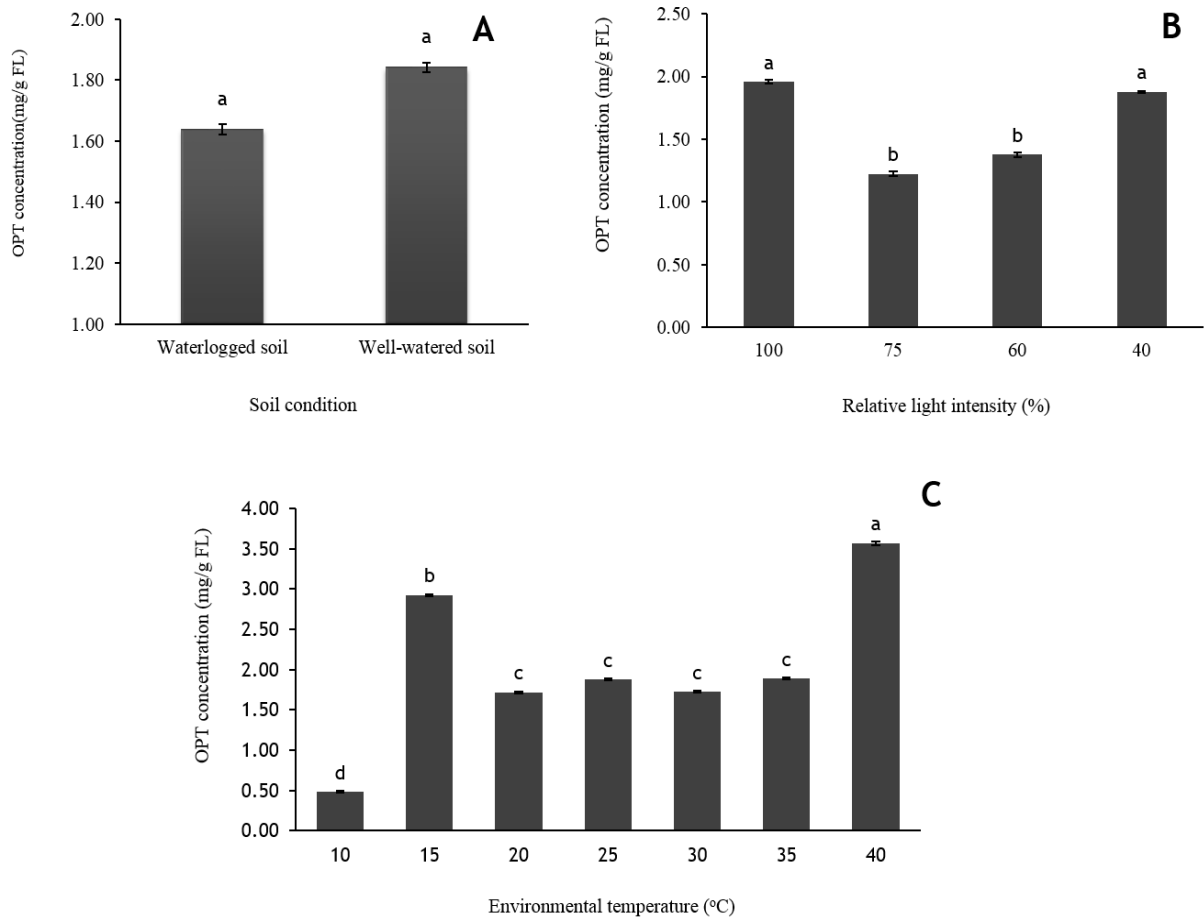 A
OPT concentration(mg/g FL)
2.00
1.80
1.60
1.40
1.20
1.00
a
a
Waterlogged soil
Well-watered soil
Soil condition
B
OPT concentration (mg/g FL)
2.50
2.00
1.50
1.00
0.50
0.00
a
b
b
a
100
75
60
40
Relative light intensity (%)
C
OPT concentration (mg/g FL)
4.00
3.50
3.00
2.50
2.00
1.50
1.00
0.50
0.00
d
b
c
c
c
c
a
10
15
20
25
30
35
40
Environmental temperature (°C)